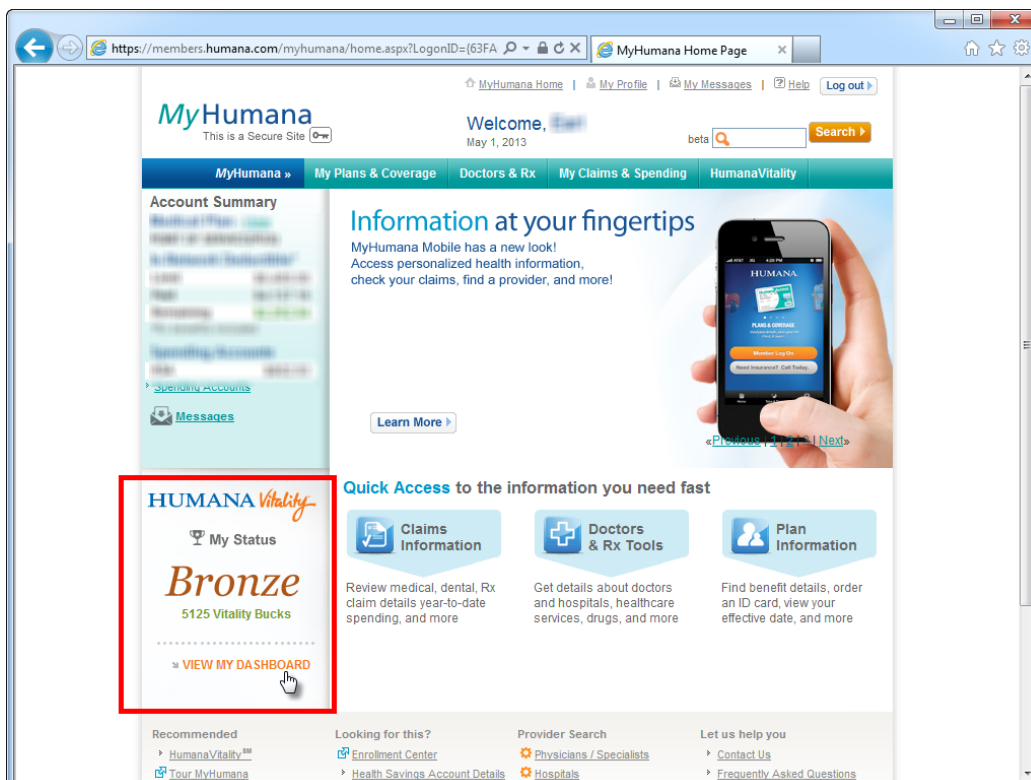 https://members.humana.com/myhumana/home.aspx?LogonID={63FA
MyHumana Home Page
MyHumana Home | My Profile | My Messages | Help Log out
MyHumana
This is a Secure Site
Welcome,
May 1, 2013
beta
Search
MyHumana » My Plans & Coverage Doctors & Rx My Claims & Spending HumanaVitality
Account Summary
Spending Accounts
Messages
Information at your fingertips
MyHumana Mobile has a new look!
Access personalized health information,
check your claims, find a provider, and more!
HUMANA
PLANS & COVERAGE
Member Log On
Need Insurance? Call Today.
Learn More
«Previous | 1 | 2 | 3 | Next»
HUMANA Vitality
My Status
Bronze
5125 Vitality Bucks
VIEW MY DASHBOARD
Quick Access to the information you need fast
Claims
Information
Review medical, dental, Rx
claim details year-to-date
spending, and more
Doctors
& Rx Tools
Get details about doctors
and hospitals, healthcare
services, drugs, and more
Plan
Information
Find benefit details, order
an ID card, view your
effective date, and more
Recommended
HumanaVitality SM
Tour MyHumana
Looking for this?
Enrollment Center
Health Savings Account Details
Provider Search
Physicians / Specialists
Hospitals
Let us help you
Contact Us
Frequently Asked Questions